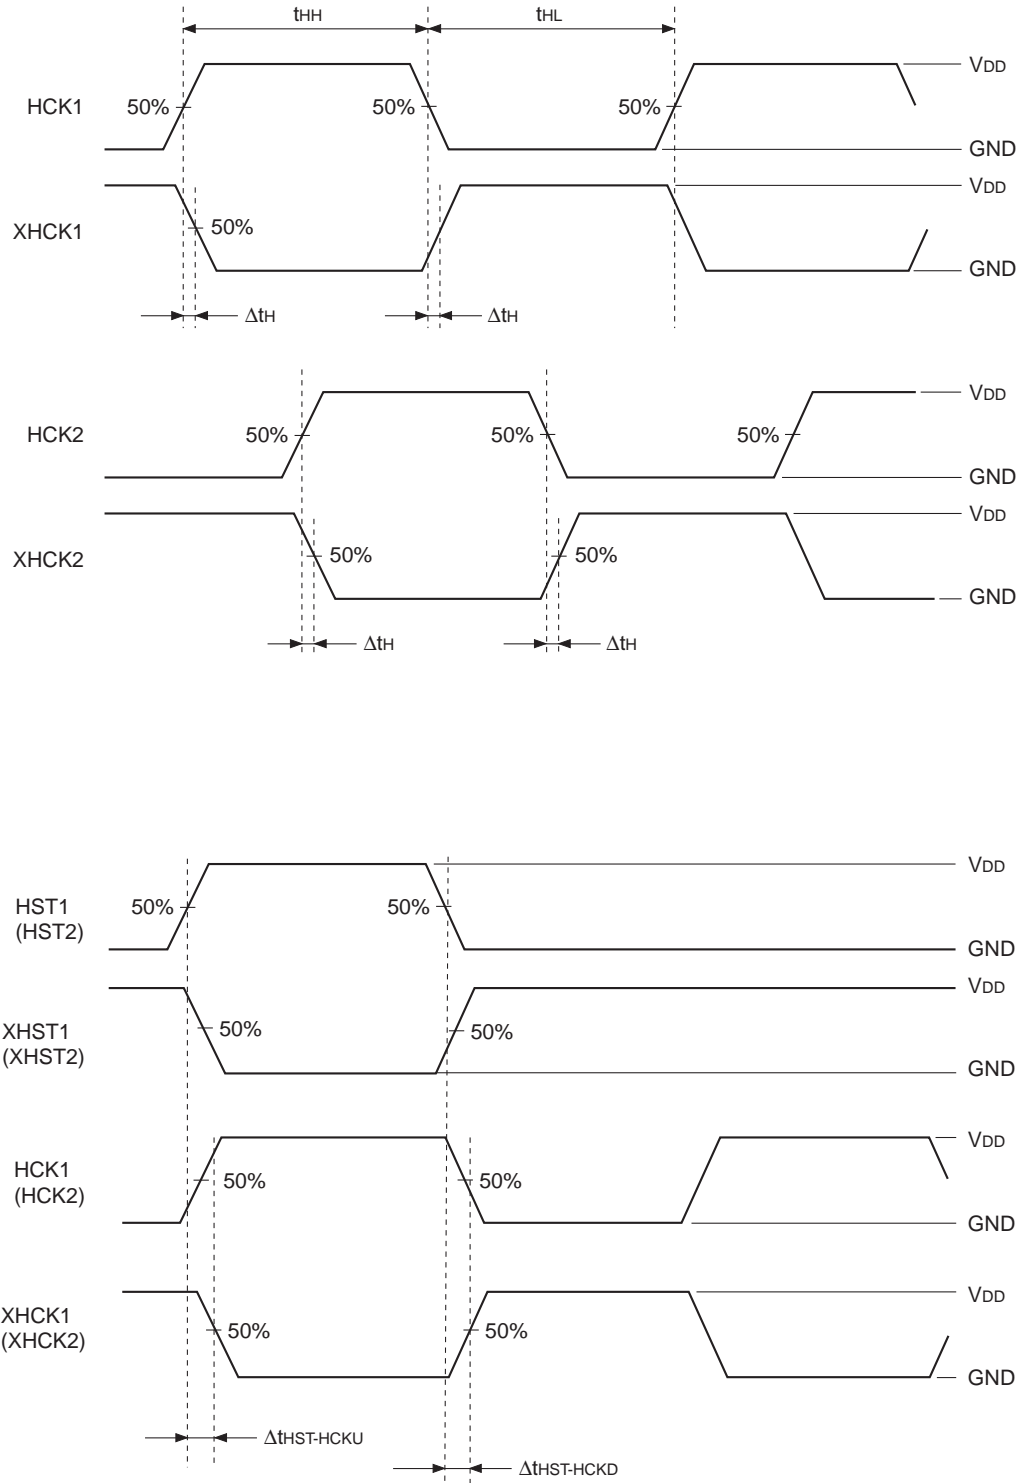 tHH tHL
VDD
HCK1 50% 50% 50%
GND
VDD
XHCK1 50%
GND
ΔtH ΔtH
VDD
HCK2 50% 50% 50%
GND
VDD
XHCK2 50% 50%
GND
ΔtH ΔtH
VDD
HST1 50% 50%
(HST2)
GND
VDD
XHST1 50% 50%
(XHST2)
GND
VDD
HCK1 50% 50%
(HCK2)
GND
VDD
XHCK1 50% 50%
(XHCK2)
GND
ΔtHST-HCKU
ΔtHST-HCKD